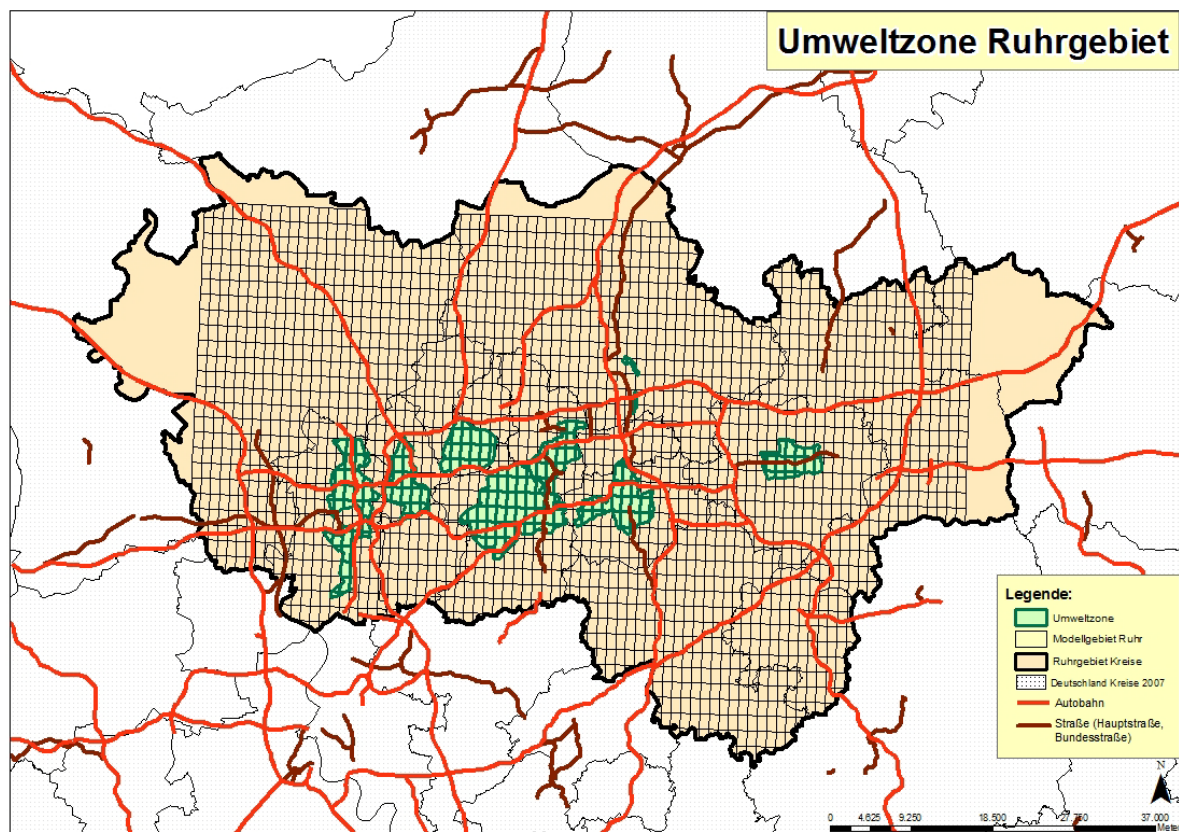 Umweltzone Ruhrgebiet
Legende:
Umweltzone
Modellgebiet Ruhr
Ruhrgebiet Kreise
Deutschland Kreise 2007
Autobahn
Straße (Hauptstraße,
Bundesstraße)
N
0 4.625 9.250 18.500 27.750 37.000
Meter